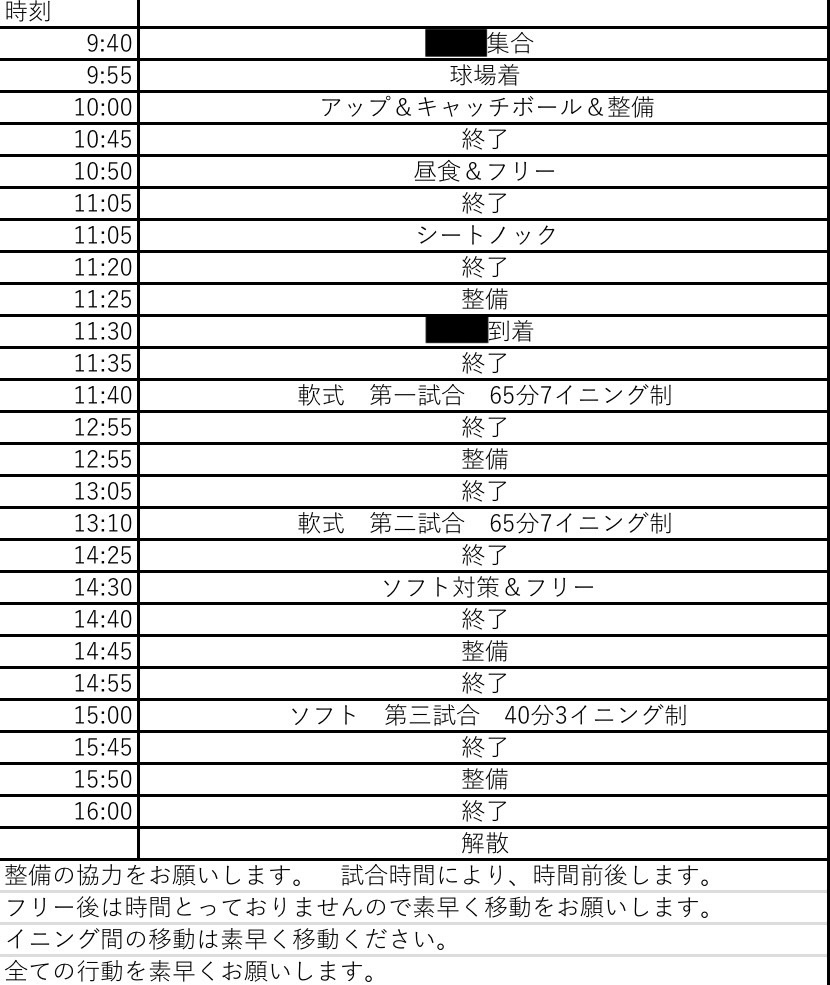 時刻
9:40 集合
9:55 球場着
10:00 アップ＆キャッチボール＆整備
10:45 終了
10:50 昼食＆フリー
11:05 終了
11:05 シートノック
11:20 終了
11:25 整備
11:30 到着
11:35 終了
11:40 軟式　第一試合　65分7イニング制
12:55 終了
12:55 整備
13:05 終了
13:10 軟式　第二試合　65分7イニング制
14:25 終了
14:30 ソフト対策＆フリー
14:40 終了
14:45 整備
14:55 終了
15:00 ソフト　第三試合　40分3イニング制
15:45 終了
15:50 整備
16:00 終了
解散
整備の協力をお願いします。　試合時間により、時間前後します。
フリー後は時間とっておりませんので素早く移動をお願いします。
イニング間の移動は素早く移動ください。
全ての行動を素早くお願いします。